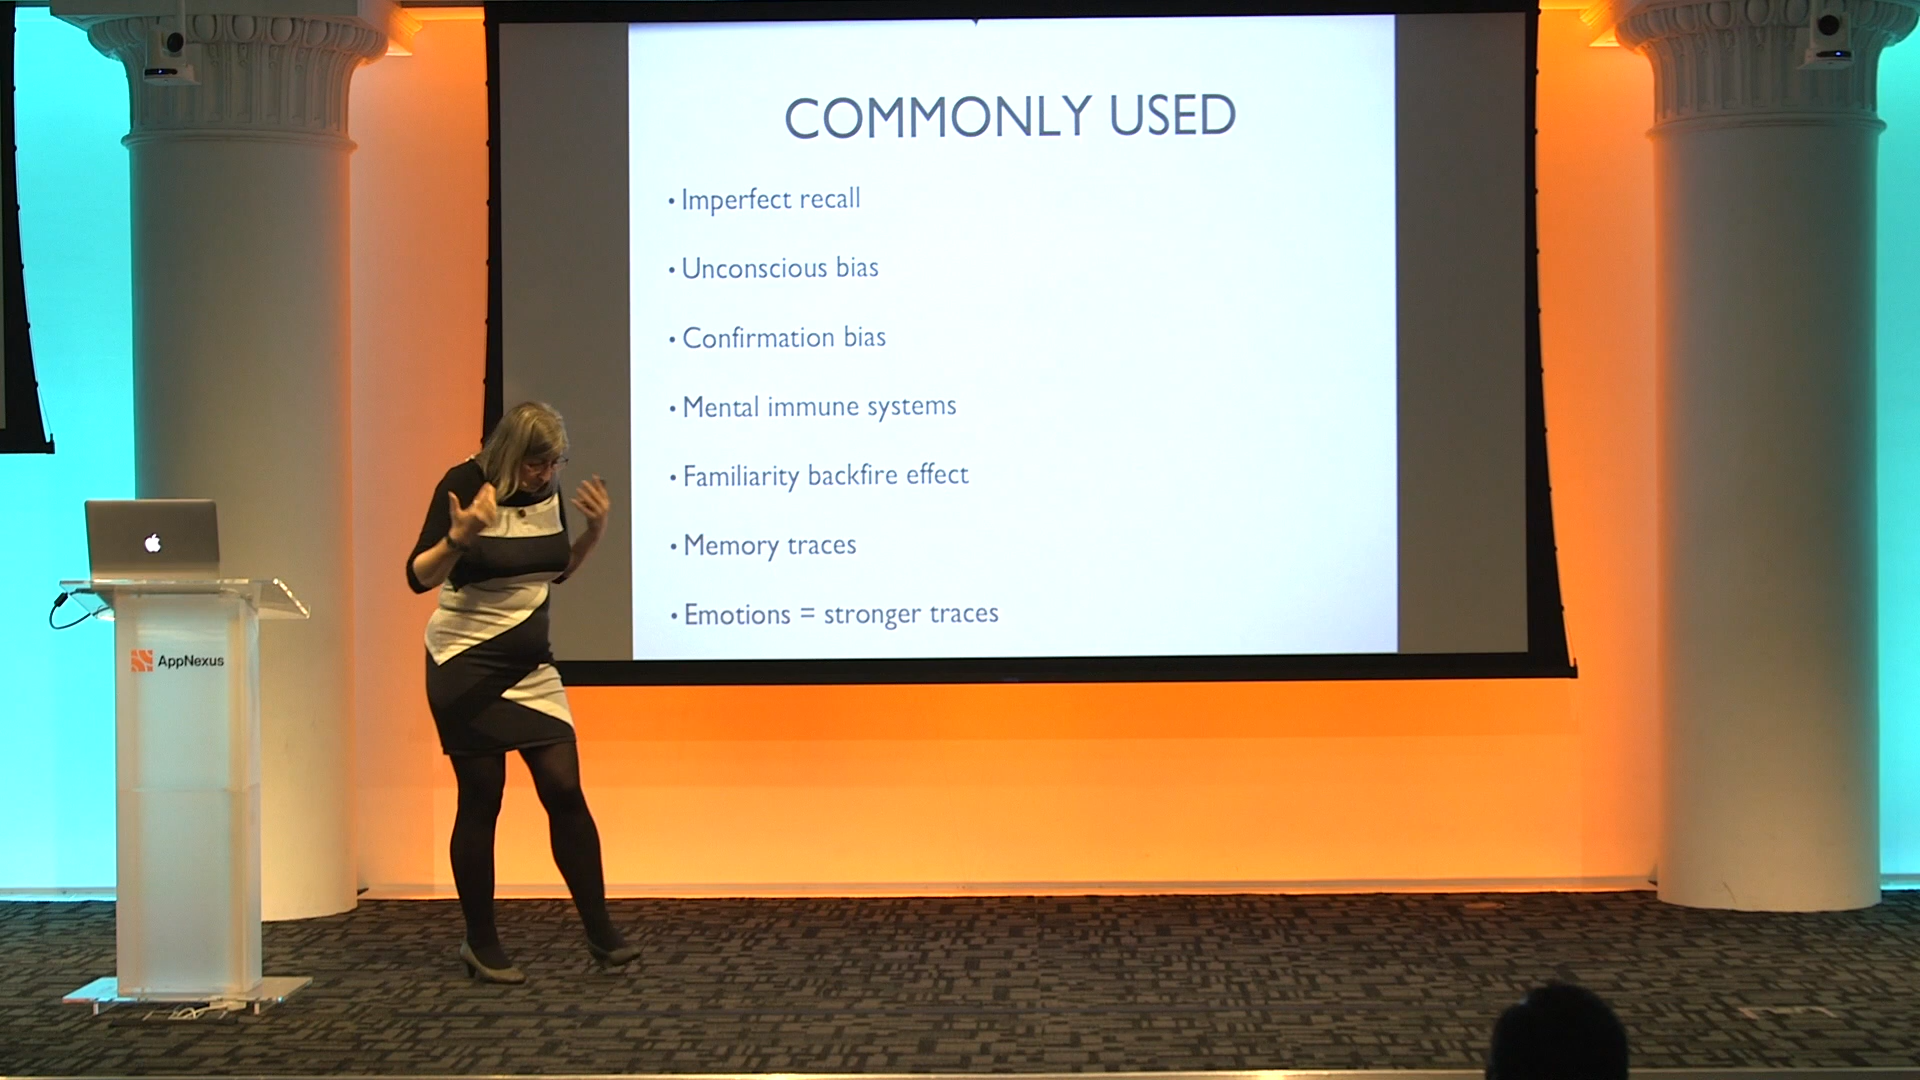 COMMONLY USED
• Imperfect recall
• Unconscious bias
• Confirmation bias
• Mental immune systems
• Familiarity backfire effect
• Memory traces
• Emotions = stronger traces
AppNexus